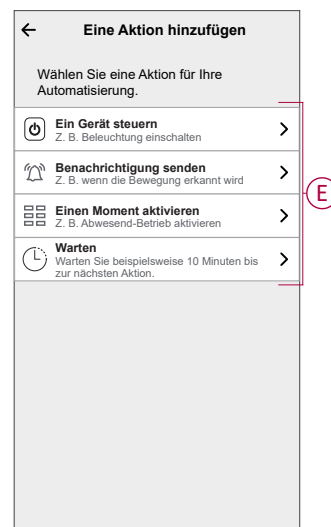 Eine Aktion hinzufügen
Wählen Sie eine Aktion für Ihre
Automatisierung.
Ein Gerät steuern
Z. B. Beleuchtung einschalten
Benachrichtigung senden
Z. B. wenn die Bewegung erkannt wird
Einen Moment aktivieren
Z. B. Abwesend-Betrieb aktivieren
Warten
Warten Sie beispielsweise 10 Minuten bis
zur nächsten Aktion.
E